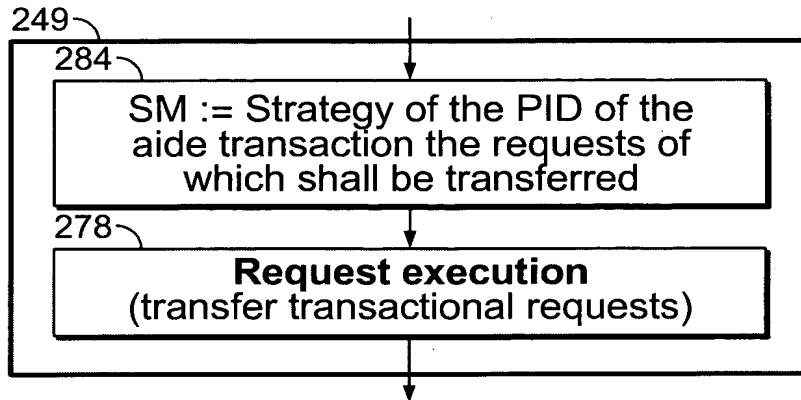 249
284
SM := Strategy of the PID of the
aide transaction the requests of
which shall be transferred
278
Request execution
(transfer transactional requests)